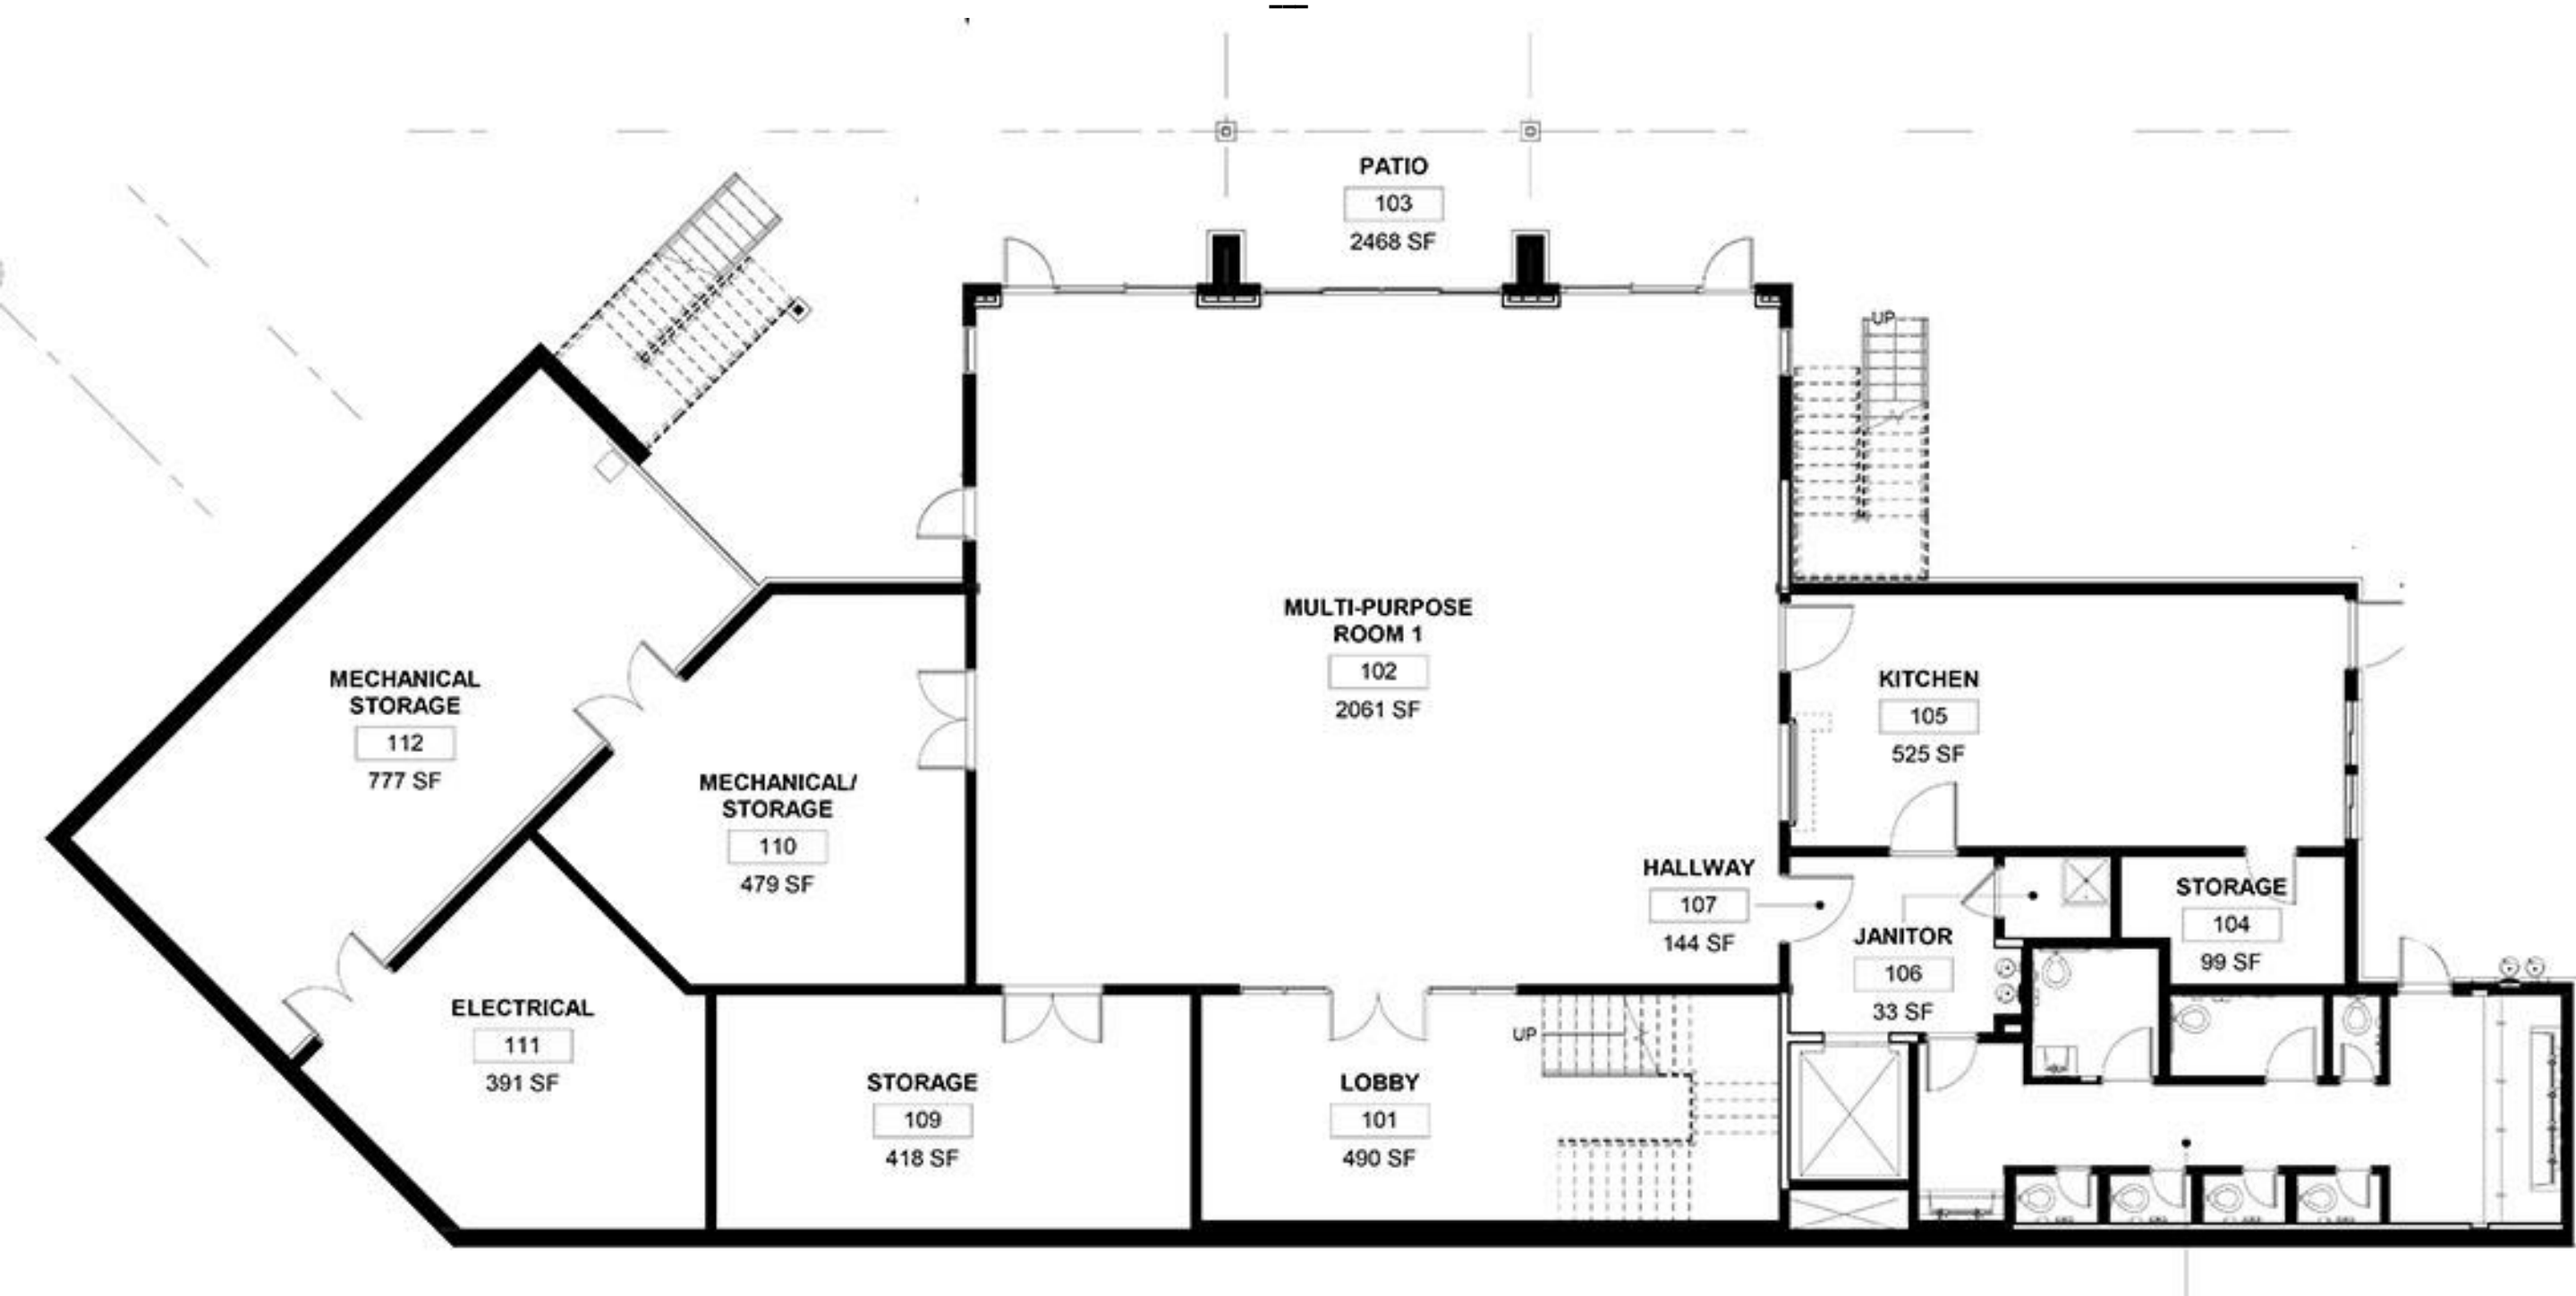 PATIO
103
2468 SF
UP
MULTI-PURPOSE
ROOM 1
102
2061 SF
MECHANICAL
STORAGE
112
777 SF
KITCHEN
105
525 SF
MECHANICAL/
STORAGE
110
479 SF
HALLWAY
107
144 SF
STORAGE
104
99 SF
JANITOR
106
33 SF
ELECTRICAL
111
391 SF
UP
STORAGE
109
418 SF
LOBBY
101
490 SF